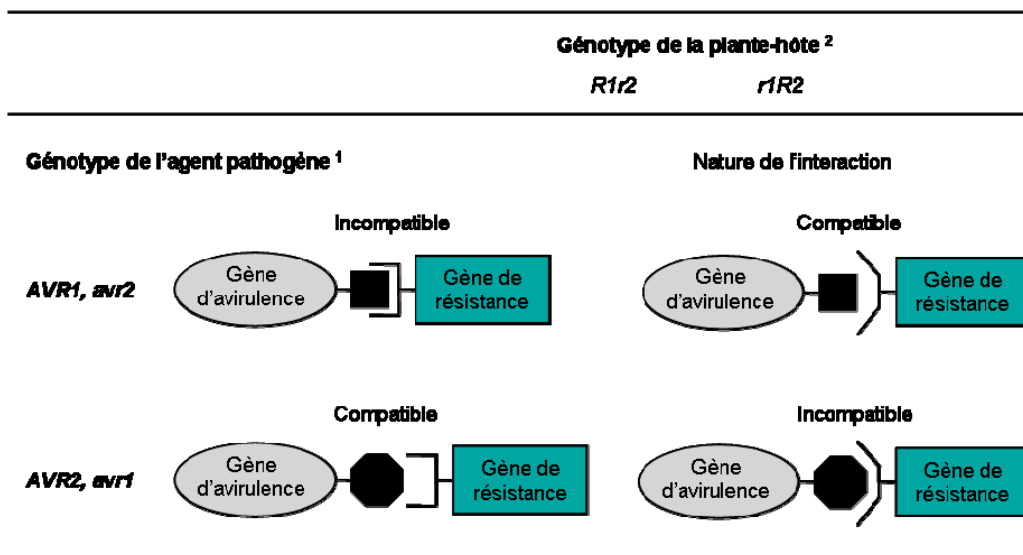 Génotype de la plante-hôte 2
R1r2 r1R2
Génotype de l'agent pathogène 1 Nature de l'interaction
Incompatible Compatible
AVR1, avr2
Gène d'avirulence
Gène de résistance
Gène d'avirulence
Gène de résistance
Compatible Incompatible
AVR2, avr1
Gène d'avirulence
Gène de résistance
Gène d'avirulence
Gène de résistance